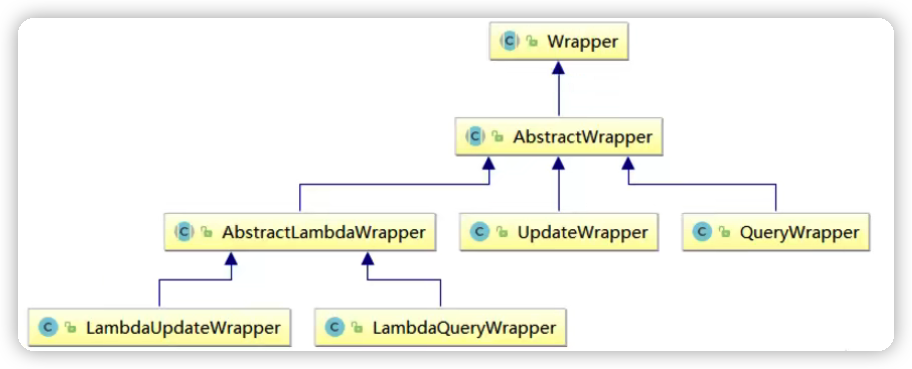 Wrapper
AbstractWrapper
AbstractLambdaWrapper
UpdateWrapper
QueryWrapper
LambdaUpdateWrapper
LambdaQueryWrapper